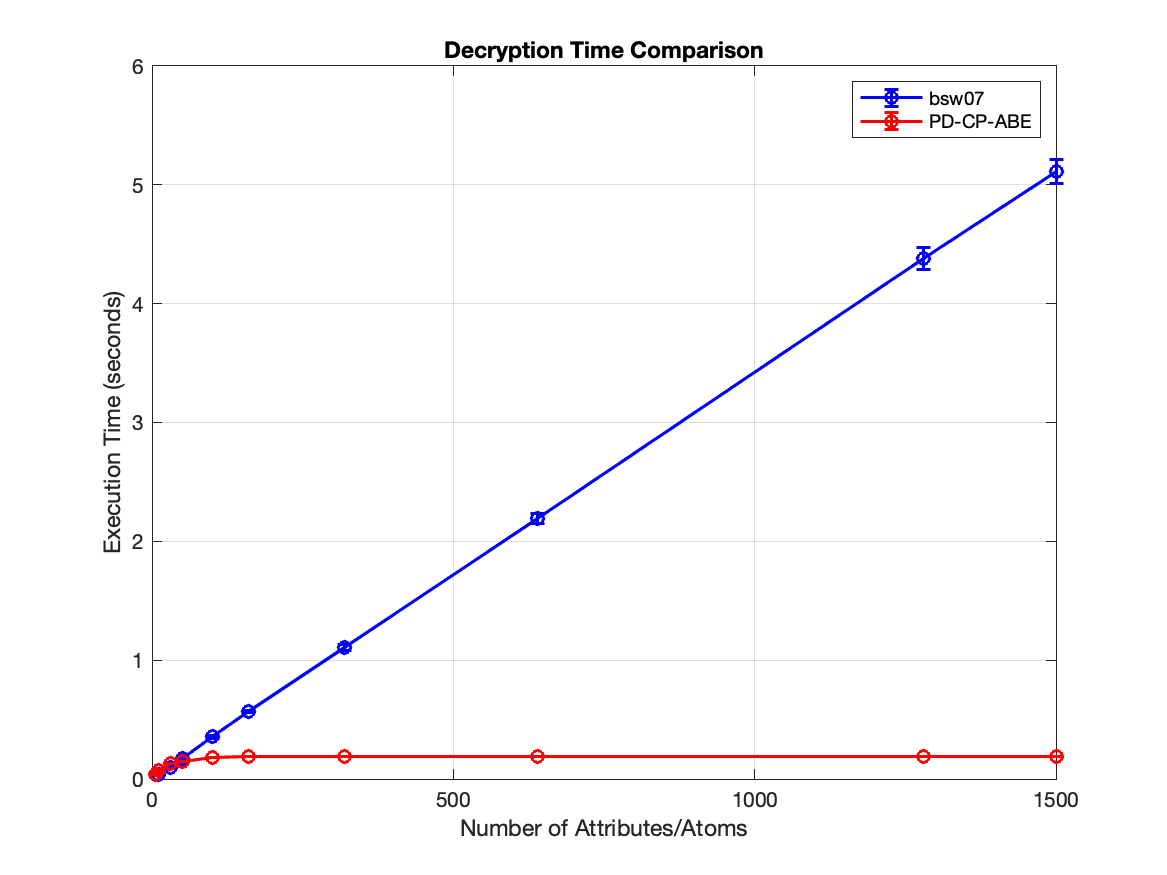 Decryption Time Comparison
bsw07
PD-CP-ABE
6
5
4
3
2
1
0
Execution Time (seconds)
0 500 1000 1500
Number of Attributes/Atoms